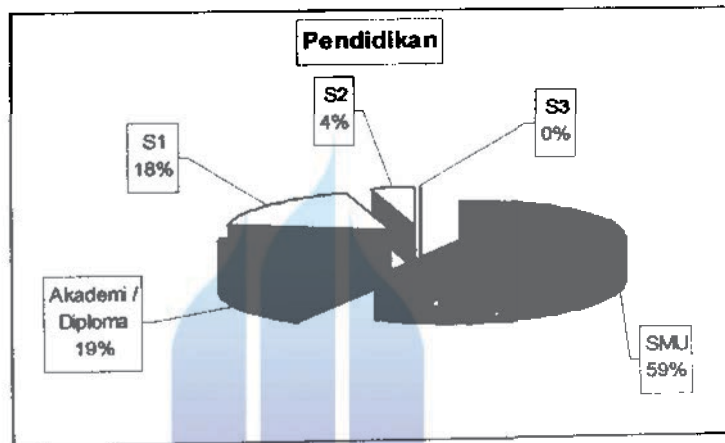 Pendidikan
S2
4%
S3
0%
S1
18%
Akademi /
Diploma
19%
SMU
59%